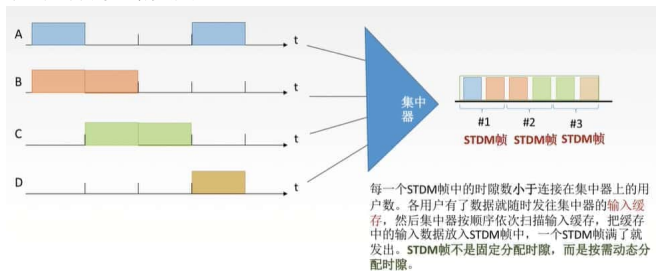 A
t
B
t
C
t
D
t
集中
器
#1
#2
#3
STDM帧
STDM帧
STDM帧
每一个STDM帧中的时隙数小于连接在集中器上的用
户数。各用户有了数据就随时发往集中器的输入缓
存，然后集中器按顺序依次扫描输入缓存，把缓存
中的输入数据放入STDM帧中，一个STDM帧满了就
发出。STDM帧不是固定分配时隙，而是按需动态分
配时隙。